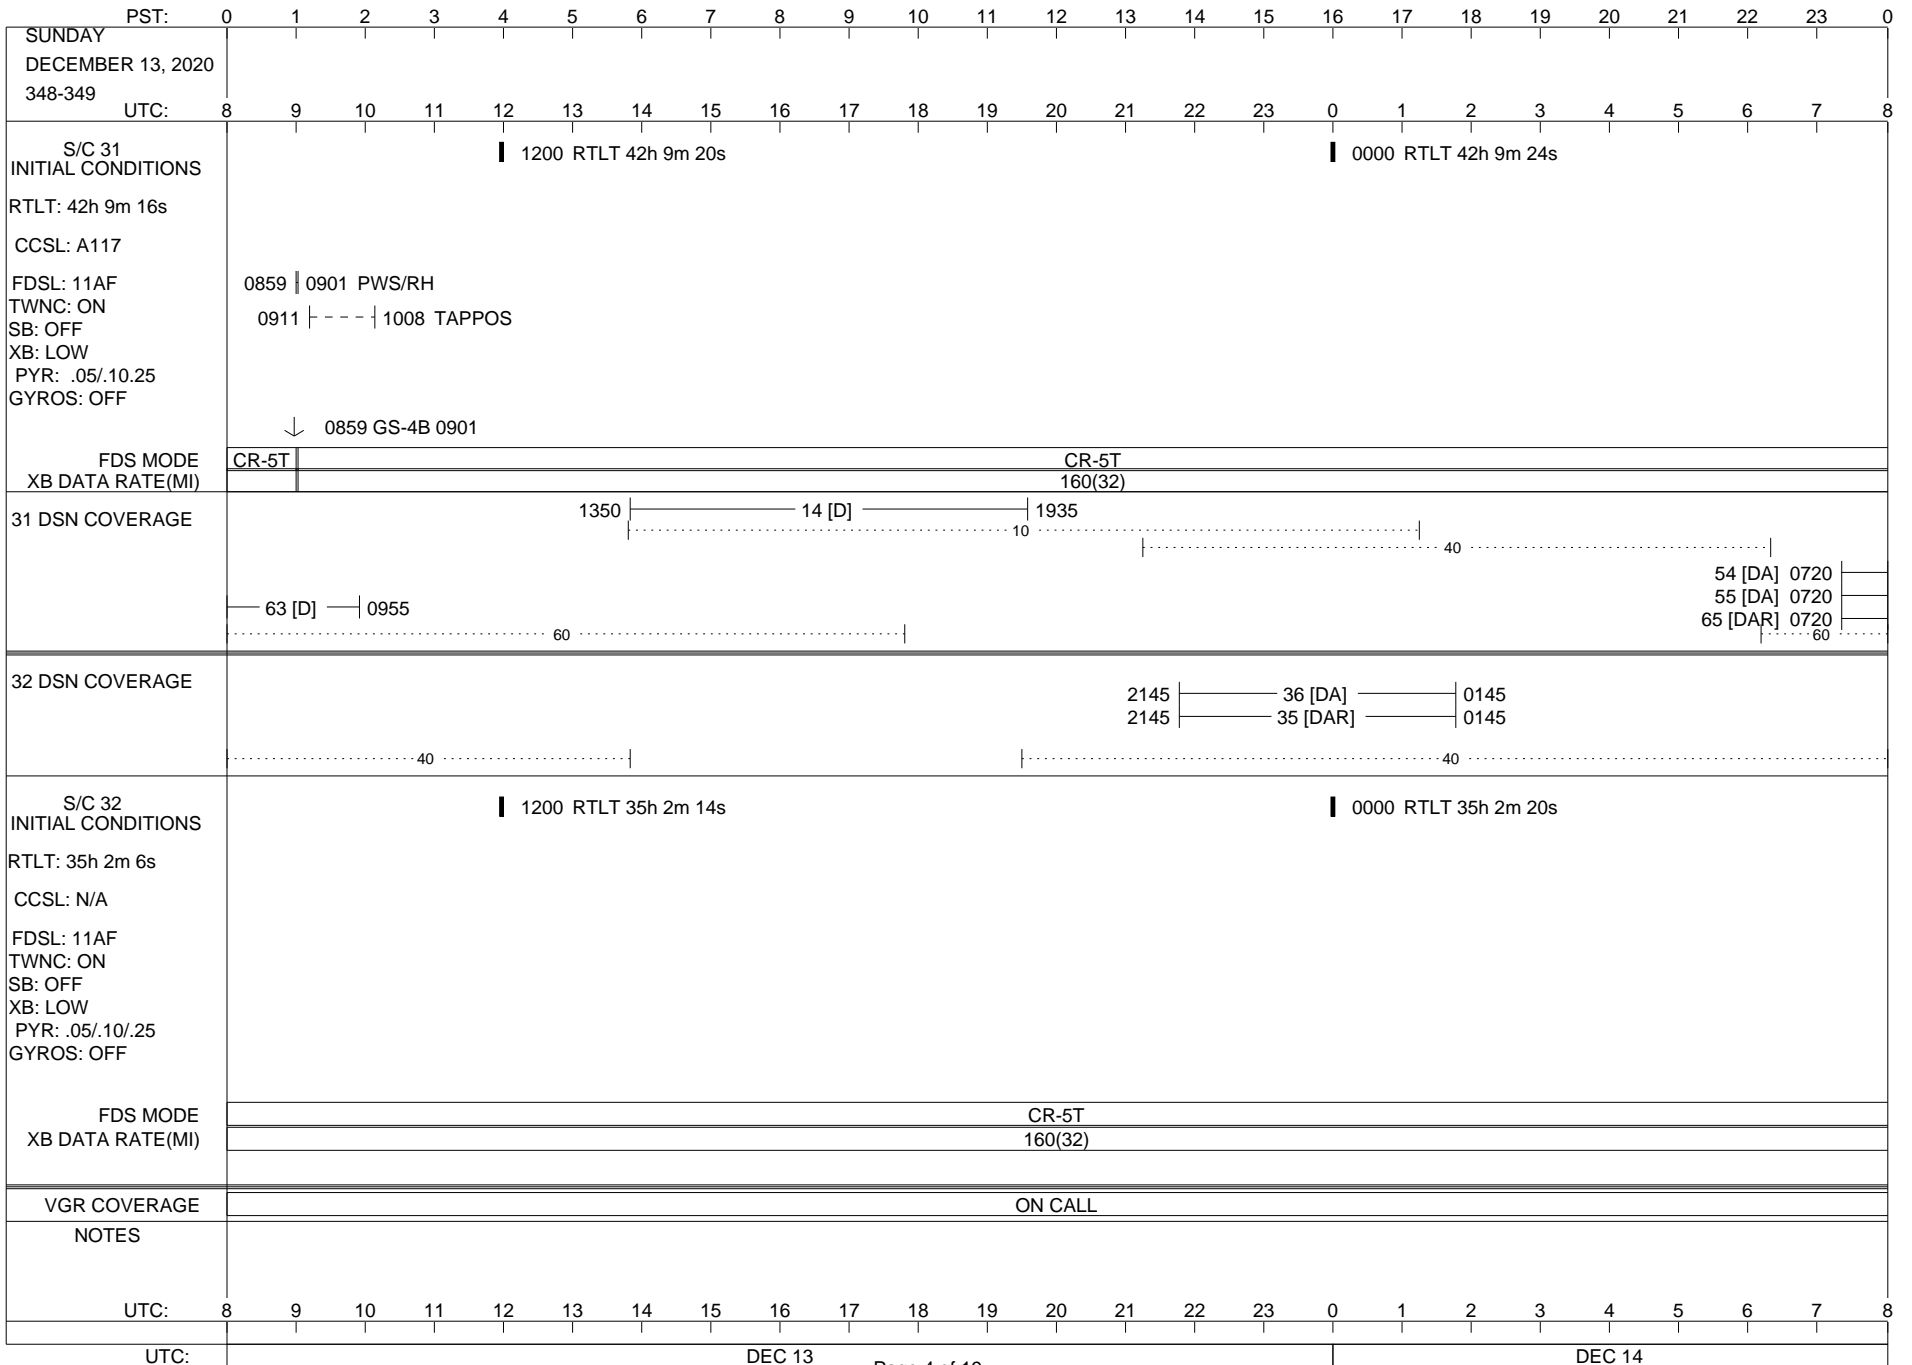 PST: 0 1 2 3 4 5 6 7 8 9 10 11 12 13 14 15 16 17 18 19 20 21 22 23 0
SUNDAY
DECEMBER 13, 2020
348-349
UTC: 8 9 10 11 12 13 14 15 16 17 18 19 20 21 22 23 0 1 2 3 4 5 6 7 8
S/C 31
INITIAL CONDITIONS
1200 RTLT 42h 9m 20s
0000 RTLT 42h 9m 24s
RTLT: 42h 9m 16s
CCSL: A117
FDSL: 11AF
0859 0901 PWS/RH
TWNC: ON
0911 1008 TAPPOS
SB: OFF
XB: LOW
PYR: .05/.10.25
GYROS: OFF
0859 GS-4B 0901
FDS MODE CR-5T CR-5T
XB DATA RATE(MI) 160(32)
31 DSN COVERAGE
1350 14 [D] 1935
10
40
54 [DA] 0720
55 [DA] 0720
63 [D] 0955
65 [DAR] 0720
60 60
32 DSN COVERAGE
2145 36 [DA] 0145
2145 35 [DAR] 0145
40 40
S/C 32
INITIAL CONDITIONS
1200 RTLT 35h 2m 14s
0000 RTLT 35h 2m 20s
RTLT: 35h 2m 6s
CCSL: N/A
FDSL: 11AF
TWNC: ON
SB: OFF
XB: LOW
PYR: .05/.10/.25
GYROS: OFF
FDS MODE CR-5T
XB DATA RATE(MI) 160(32)
VGR COVERAGE ON CALL
NOTES
UTC: 8 9 10 11 12 13 14 15 16 17 18 19 20 21 22 23 0 1 2 3 4 5 6 7 8
UTC: DEC 13 DEC 14